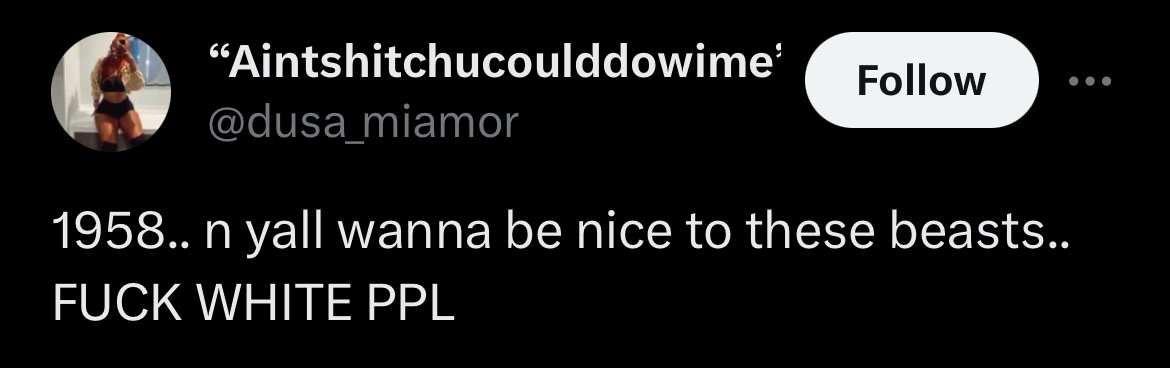 “Aintshitchucoulddowime’
Follow
@dusa_miamor
1958.. n yall wanna be nice to these beasts..
FUCK WHITE PPL